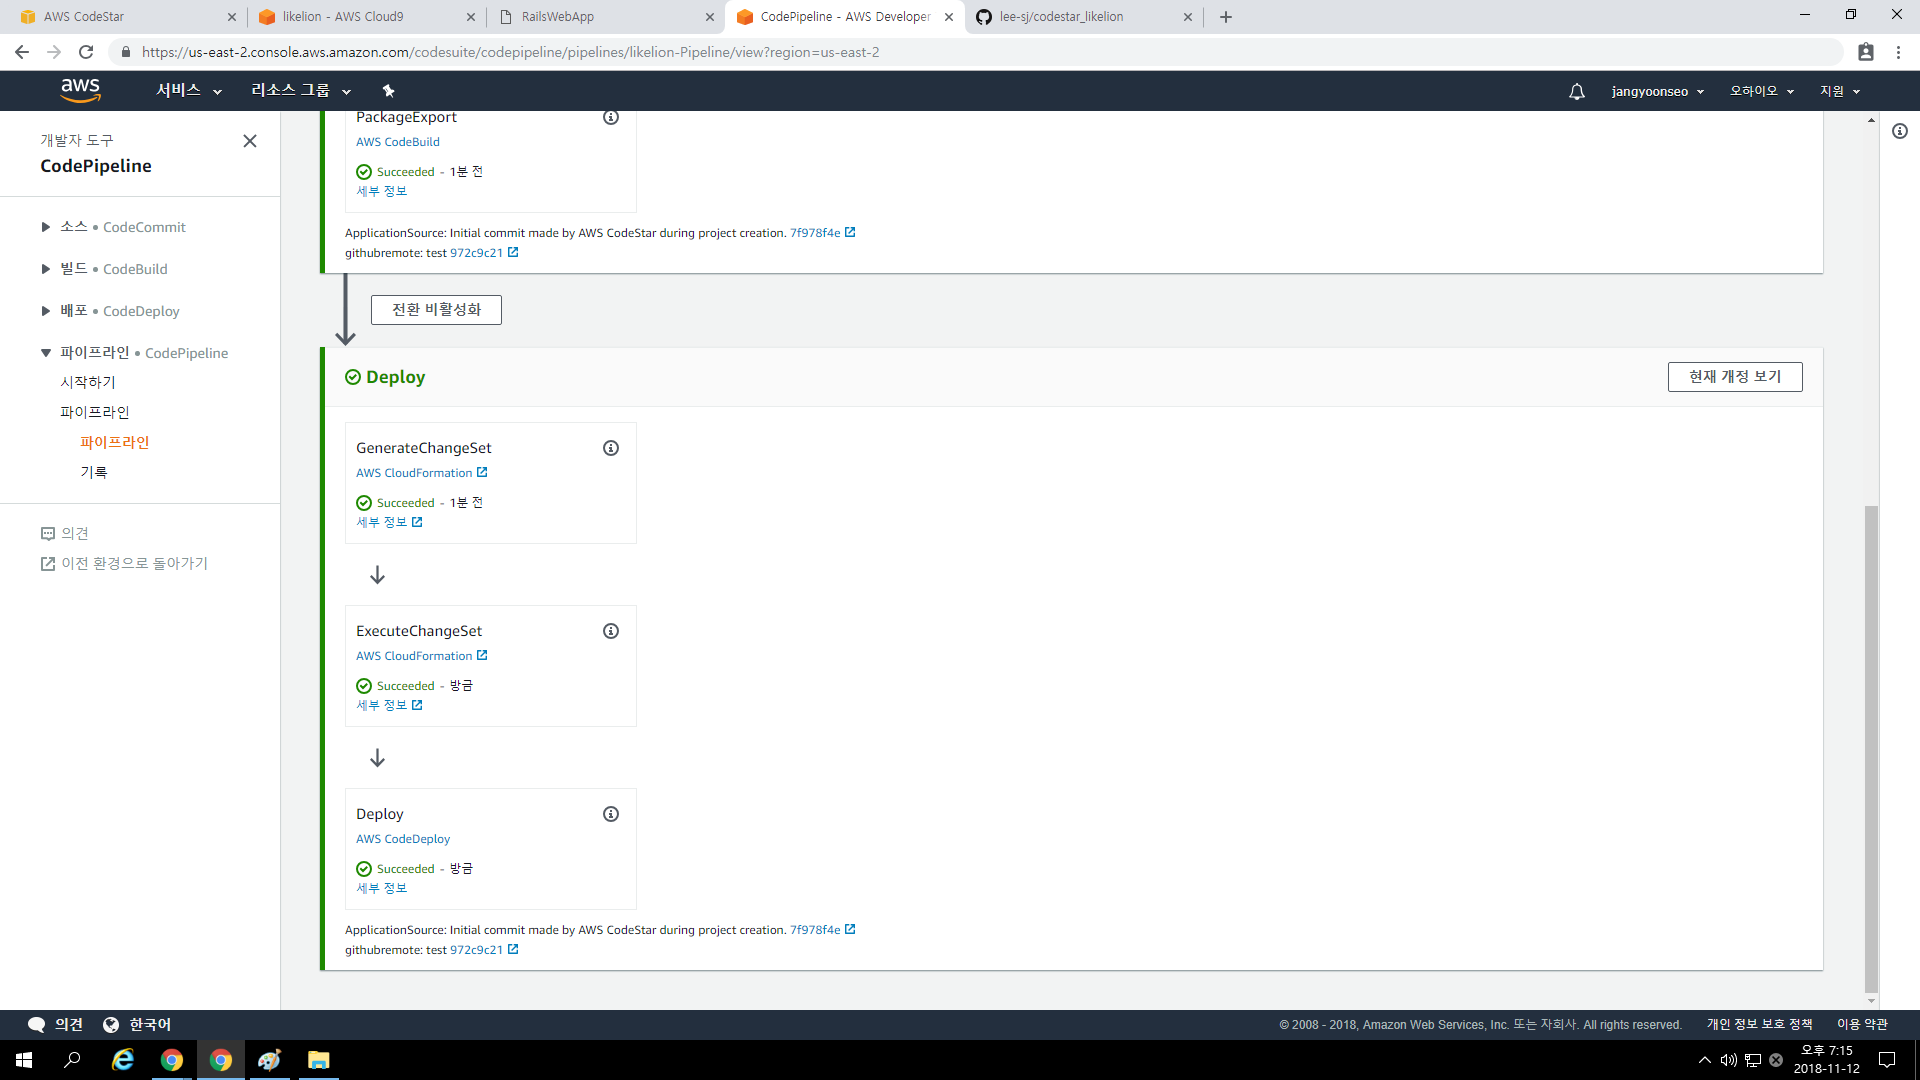 AWS CodeStar
likelion - AWS Cloud9
RailsWebApp
CodePipeline - AWS Developer
lee-sj/codestar_likelion
https://us-east-2.console.aws.amazon.com/codesuite/codepipeline/pipelines/likelion-Pipeline/view?region=us-east-2
aws
서비스
리소스 그룹
jangyoonseo
오하이오
지원
개발자 도구
CodePipeline
소스 • CodeCommit
빌드 • CodeBuild
배포 • CodeDeploy
파이프라인 • CodePipeline
시작하기
파이프라인
파이프라인
기록
의견
이전 환경으로 돌아가기
PackageExport
AWS CodeBuild
Succeeded - 1분 전
세부 정보
ApplicationSource: Initial commit made by AWS CodeStar during project creation. 7f978f4e
githubremote: test 972c9c21
전환 비활성화
Deploy
현재 개정 보기
GenerateChangeSet
AWS CloudFormation
Succeeded - 1분 전
세부 정보
ExecuteChangeSet
AWS CloudFormation
Succeeded - 방금
세부 정보
Deploy
AWS CodeDeploy
Succeeded - 방금
세부 정보
ApplicationSource: Initial commit made by AWS CodeStar during project creation. 7f978f4e
githubremote: test 972c9c21
의견
한국어
© 2008 - 2018, Amazon Web Services, Inc. 또는 자회사. All rights reserved.
개인 정보 보호 정책
이용 약관
오후 7:15
2018-11-12